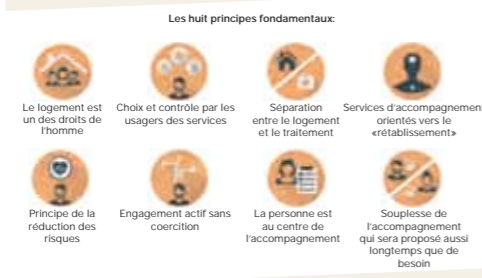 Les huit principes fondamentaux:
Le logement est
un des droits de
l'homme
Choix et contrôle par les
usagers des services
Séparation
entre le logement
et le traitement
Services d'accompagnement
orientés vers le
«rétablissement»
Principe de la
réduction des
risques
Engagement actif sans
coercition
La personne est
au centre de
l'accompagnement
Souplesse de
l'accompagnement
qui sera proposé aussi
longtemps que de
besoin